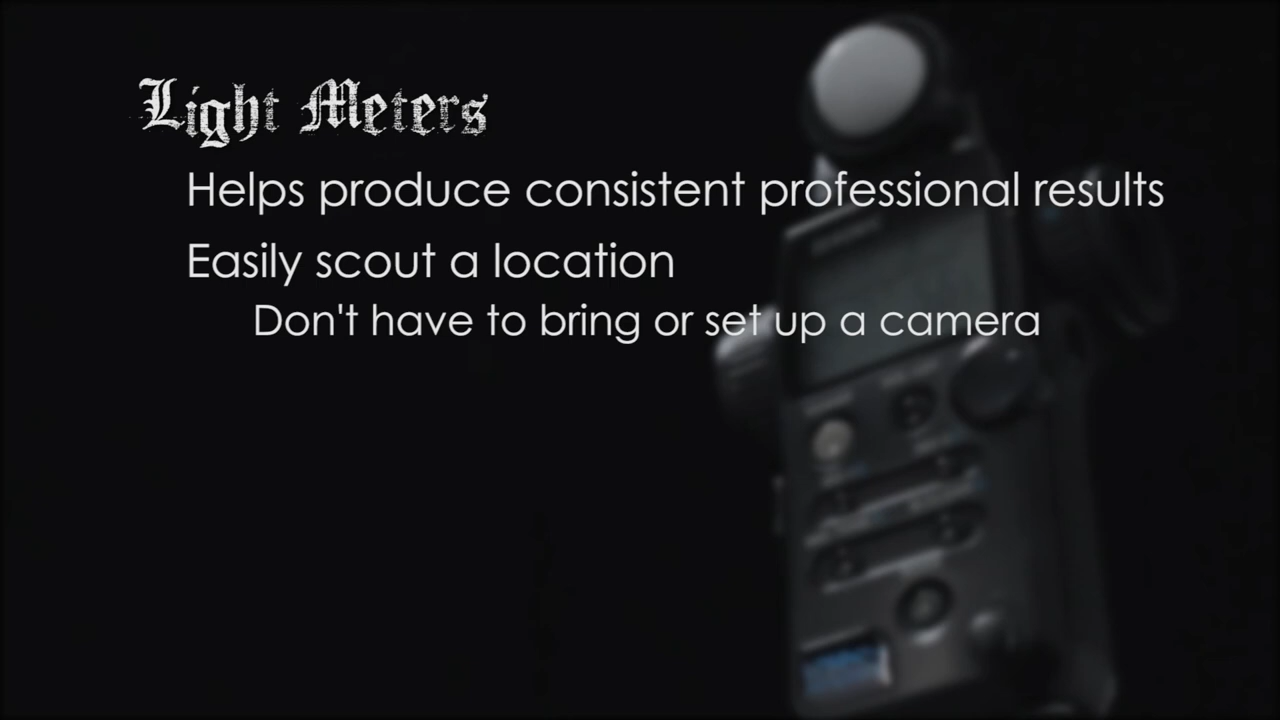 Light Meters
Helps produce consistent professional results
Easily scout a location
Don't have to bring or set up a camera